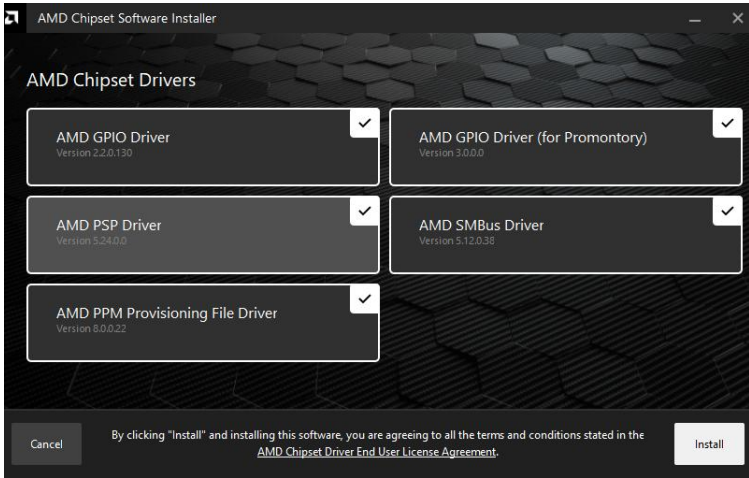 AMD Chipset Software Installer
AMD Chipset Drivers
AMD GPIO Driver
Version 2.2.0.130
AMD GPIO Driver (for Promontory)
Version 3.0.0.0
AMD PSP Driver
Version 5.24.0.0
AMD SMBus Driver
Version 5.12.0.38
AMD PPM Provisioning File Driver
Version 8.0.0.22
Cancel
By clicking "Install" and installing this software, you are agreeing to all the terms and conditions stated in the
AMD Chipset Driver End User License Agreement.
Install